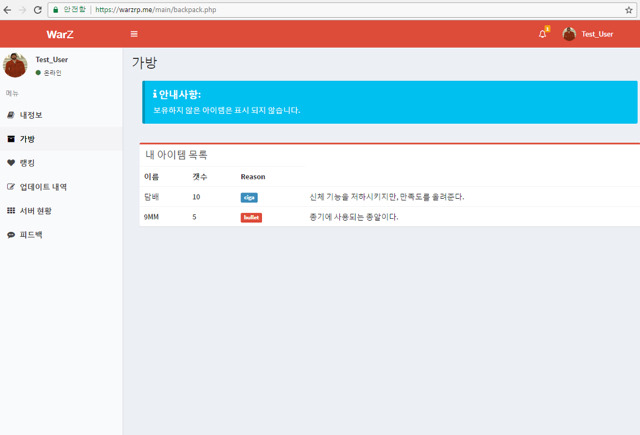 안전함 | https://warzrp.me/main/backpack.php
WarZ
Test_User
Test_User
온라인
메뉴
내정보
가방
랭킹
업데이트 내역
서버 현황
피드백
가방
안내사항:
보유하지 않은 아이템은 표시 되지 않습니다.
내 아이템 목록
이름 갯수 Reason
담배 10 ciga 신체 기능을 저하시키지만, 만족도를 올려준다.
9MM 5 bullet 총기에 사용되는 총알이다.